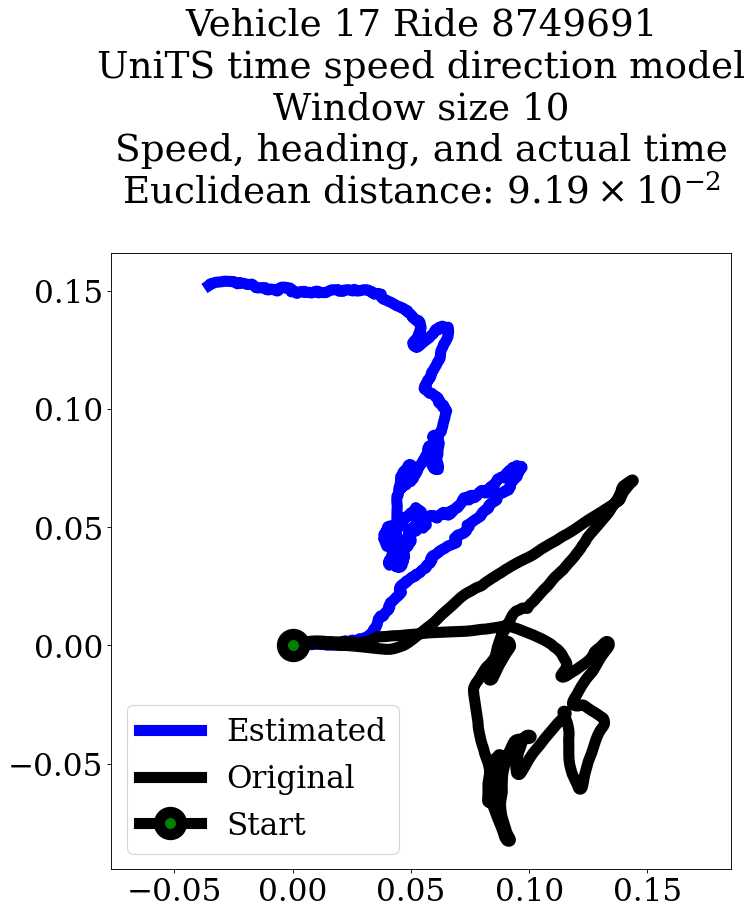 Vehicle 17 Ride 8749691
UniTS time speed direction model
Window size 10
Speed, heading, and actual time
Euclidean distance: 9.19 × 10⁻²
0.15
0.10
0.05
0.00
−0.05
Estimated
Original
Start
−0.05 0.00 0.05 0.10 0.15